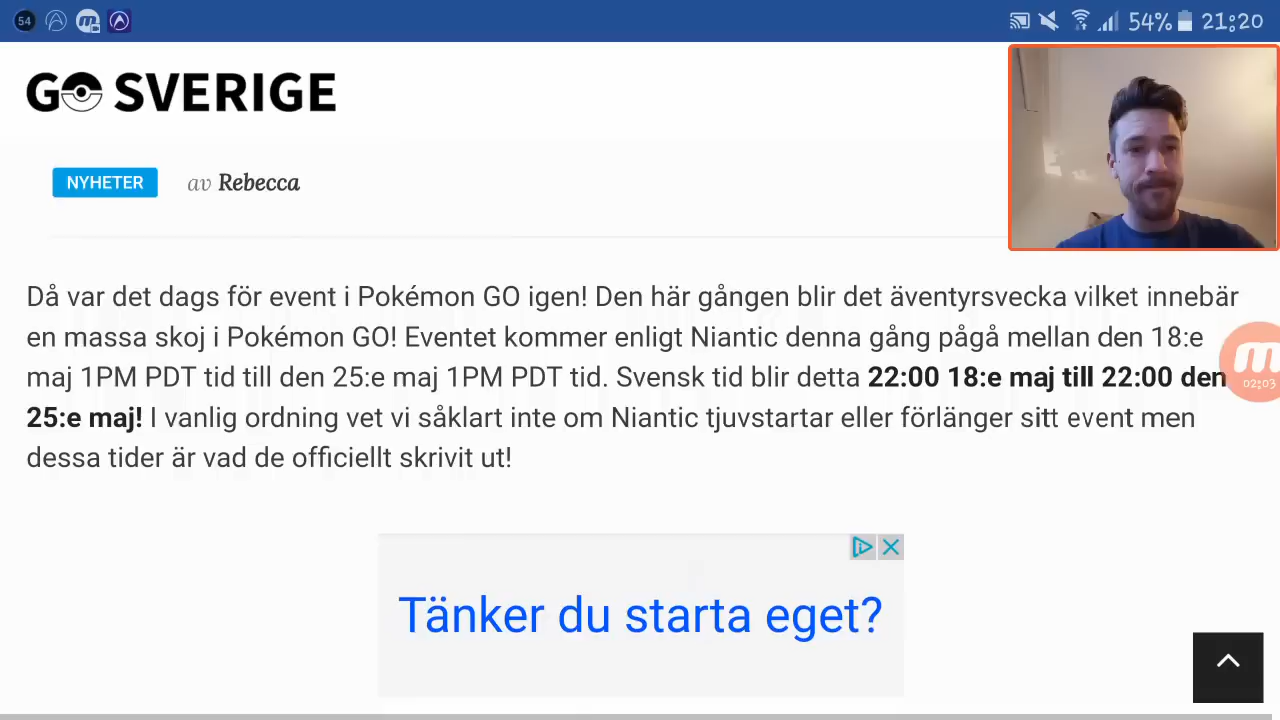 54 54% 21:20
GO SVERIGE
NYHETER av Rebecca
Då var det dags för event i Pokémon GO igen! Den här gången blir det äventyrsvecka vilket innebär
en massa skoj i Pokémon GO! Eventet kommer enligt Niantic denna gång pågå mellan den 18:e
maj 1PM PDT tid till den 25:e maj 1PM PDT tid. Svensk tid blir detta 22:00 18:e maj till 22:00 den
25:e maj! I vanlig ordning vet vi såklart inte om Niantic tjuvstartar eller förlänger sitt event men
dessa tider är vad de officiellt skrivit ut!
02:03
Tänker du starta eget?